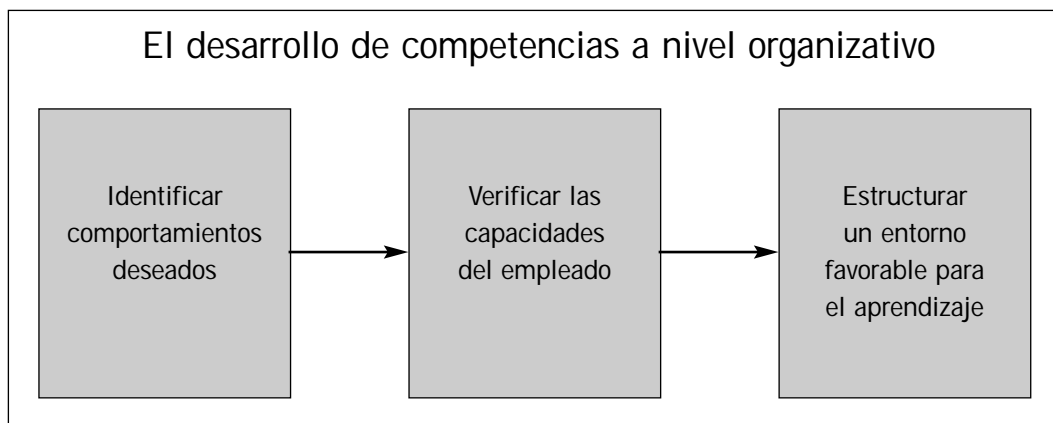 El desarrollo de competencias a nivel organizativo
Identificar
comportamientos
deseados
Verificar las
capacidades
del empleado
Estructurar
un entorno
favorable para
el aprendizaje